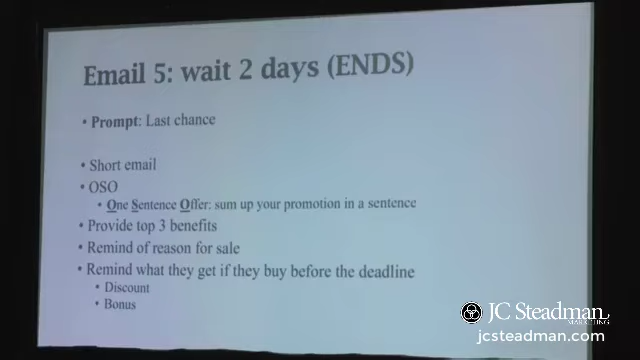 Email 5: wait 2 days (ENDS)
• Prompt: Last chance
• Short email
• OSO
• One Sentence Offer: sum up your promotion in a sentence
• Provide top 3 benefits
• Remind of reason for sale
• Remind what they get if they buy before the deadline
• Discount
• Bonus
JC Steadman
MARKETING
jcsteadman.com